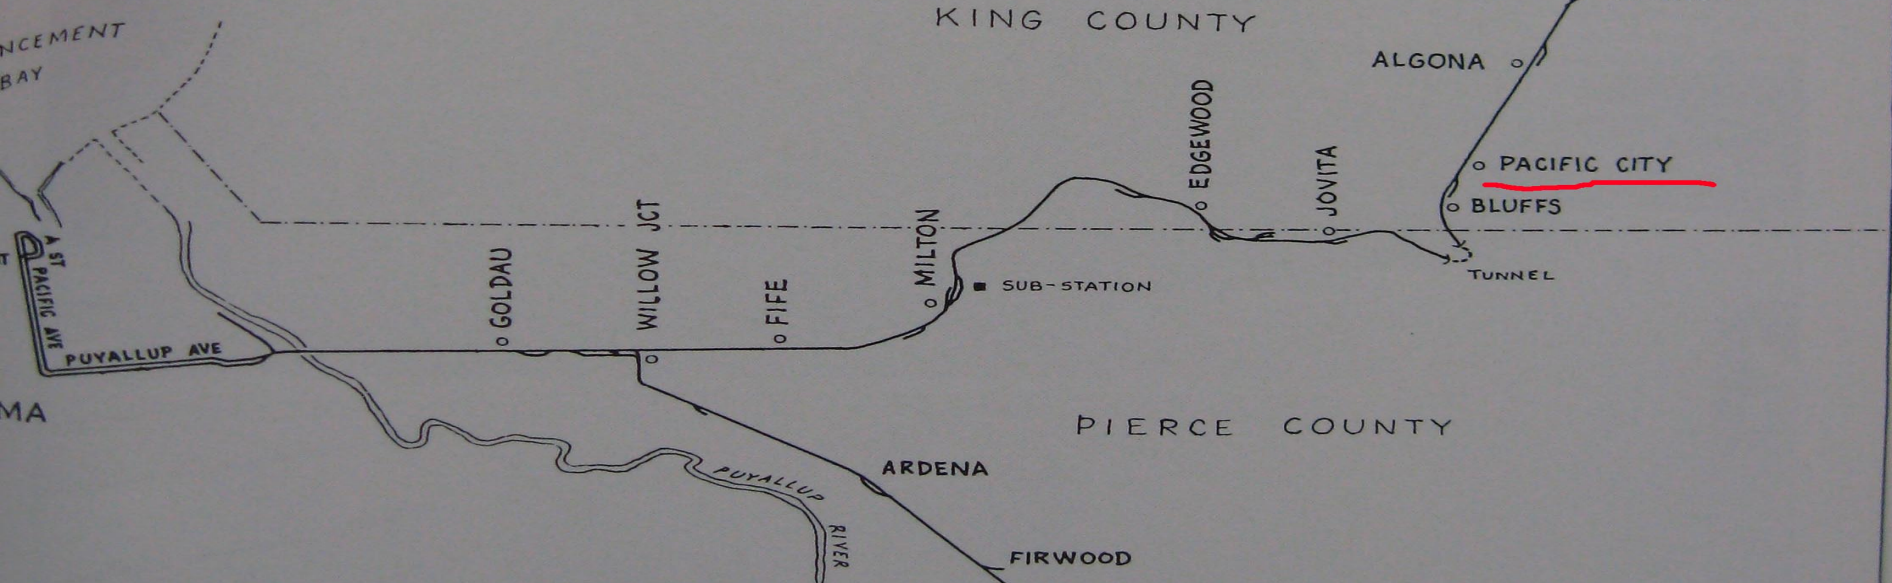 KING COUNTY
NCEMENT
BAY
ALGONA
EDGEWOOD
JOVITA
PACIFIC CITY
BLUFFS
WILLOW JCT
MILTON
GOLDAU
FIFE
SUB-STATION
TUNNEL
T
A ST
PACIFIC AVE
PUYALLUP AVE
MA
PIERCE COUNTY
ARDENA
PUYALLUP
RIVER
FIRWOOD